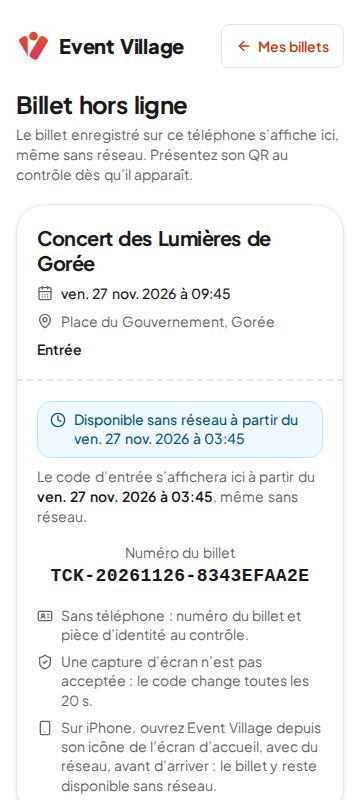 Event Village
Mes billets
Billet hors ligne
Le billet enregistré sur ce téléphone s’affiche ici,
même sans réseau. Présentez son QR au
contrôle dès qu’il apparaît.
Concert des Lumières de
Gorée
ven. 27 nov. 2026 à 09:45
Place du Gouvernement, Gorée
Entrée
Disponible sans réseau à partir du
ven. 27 nov. 2026 à 03:45
Le code d’entrée s’affichera ici à partir du
ven. 27 nov. 2026 à 03:45, même sans
réseau.
Numéro du billet
TCK-20261126-8343EFAA2E
Sans téléphone : numéro du billet et
pièce d’identité au contrôle.
Une capture d’écran n’est pas
acceptée : le code change toutes les
20 s.
Sur iPhone, ouvrez Event Village depuis
son icône de l’écran d’accueil, avec du
réseau, avant d’arriver : le billet y reste
disponible sans réseau.